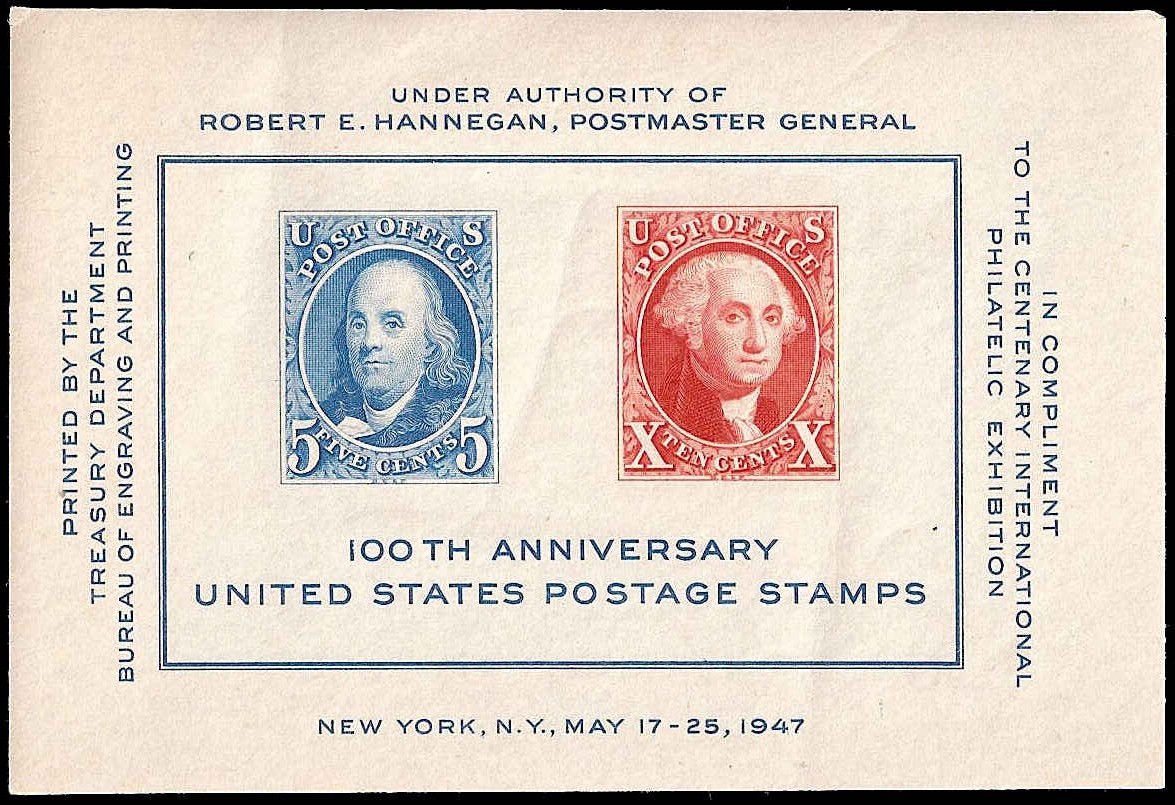 UNDER AUTHORITY OF
ROBERT E. HANNEGAN, POSTMASTER GENERAL
PRINTED BY THE
TREASURY DEPARTMENT
BUREAU OF ENGRAVING AND PRINTING
U S
POST OFFICE
5 FIVE CENTS 5
U S
POST OFFICE
X TEN CENTS X
IN COMPLIMENT
TO THE CENTENARY INTERNATIONAL
PHILATELIC EXHIBITION
100TH ANNIVERSARY
UNITED STATES POSTAGE STAMPS
NEW YORK, N.Y., MAY 17-25, 1947